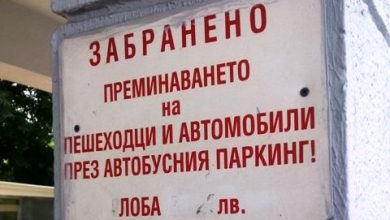 ЗАБРАНЕНО
ПРЕМИНАВАНЕТО
на
ПЕШЕХОДЦИ И АВТОМОБИЛИ
ПРЕЗ АВТОБУСНИЯ ПАРКИНГ!
ЛОБА лв.